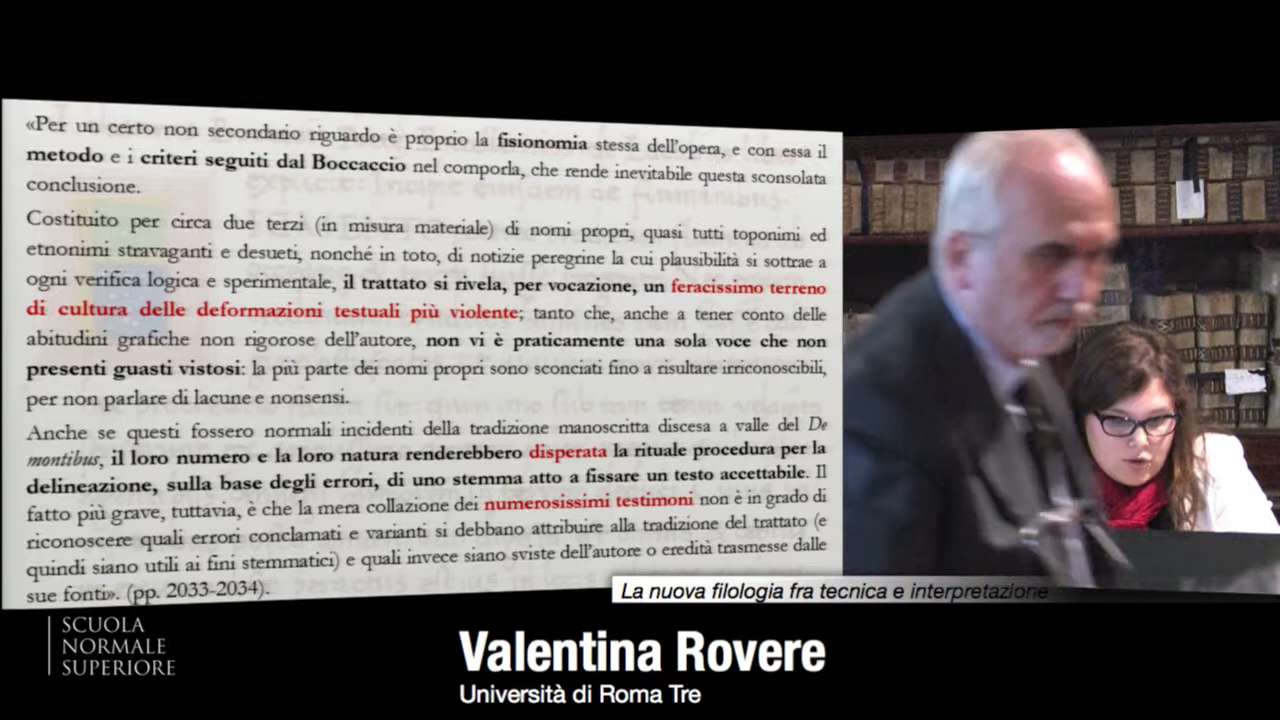 «Per un certo non secondario riguardo è proprio la fisionomia stessa dell'opera, e con essa il
metodo e i criteri seguiti dal Boccaccio nel comporla, che rende inevitabile questa sconsolata
conclusione.
Costituito per circa due terzi (in misura materiale) di nomi propri, quasi tutti toponimi ed
etnonimi stravaganti e desueti, nonché in toto, di notizie peregrine la cui plausibilità si sottrae a
ogni verifica logica e sperimentale, il trattato si rivela, per vocazione, un feracissimo terreno
di cultura delle deformazioni testuali più violente; tanto che, anche a tener conto delle
abitudini grafiche non rigorose dell'autore, non vi è praticamente una sola voce che non
presenti guasti vistosi: la più parte dei nomi propri sono sconciati fino a risultare irriconoscibili,
per non parlare di lacune e nonsensi.
Anche se questi fossero normali incidenti della tradizione manoscritta discesa a valle del De
montibus, il loro numero e la loro natura renderebbero disperata la rituale procedura per la
delineazione, sulla base degli errori, di uno stemma atto a fissare un testo accettabile. Il
fatto più grave, tuttavia, è che la mera collazione dei numerosissimi testimoni non è in grado di
riconoscere quali errori conclamati e varianti si debbano attribuire alla tradizione del trattato (e
quindi siano utili ai fini stemmatici) e quali invece siano sviste dell'autore o eredità trasmesse dalle
sue fonti». (pp. 2033-2034).
La nuova filologia fra tecnica e interpretazione
SCUOLA
NORMALE
SUPERIORE
Valentina Rovere
Università di Roma Tre